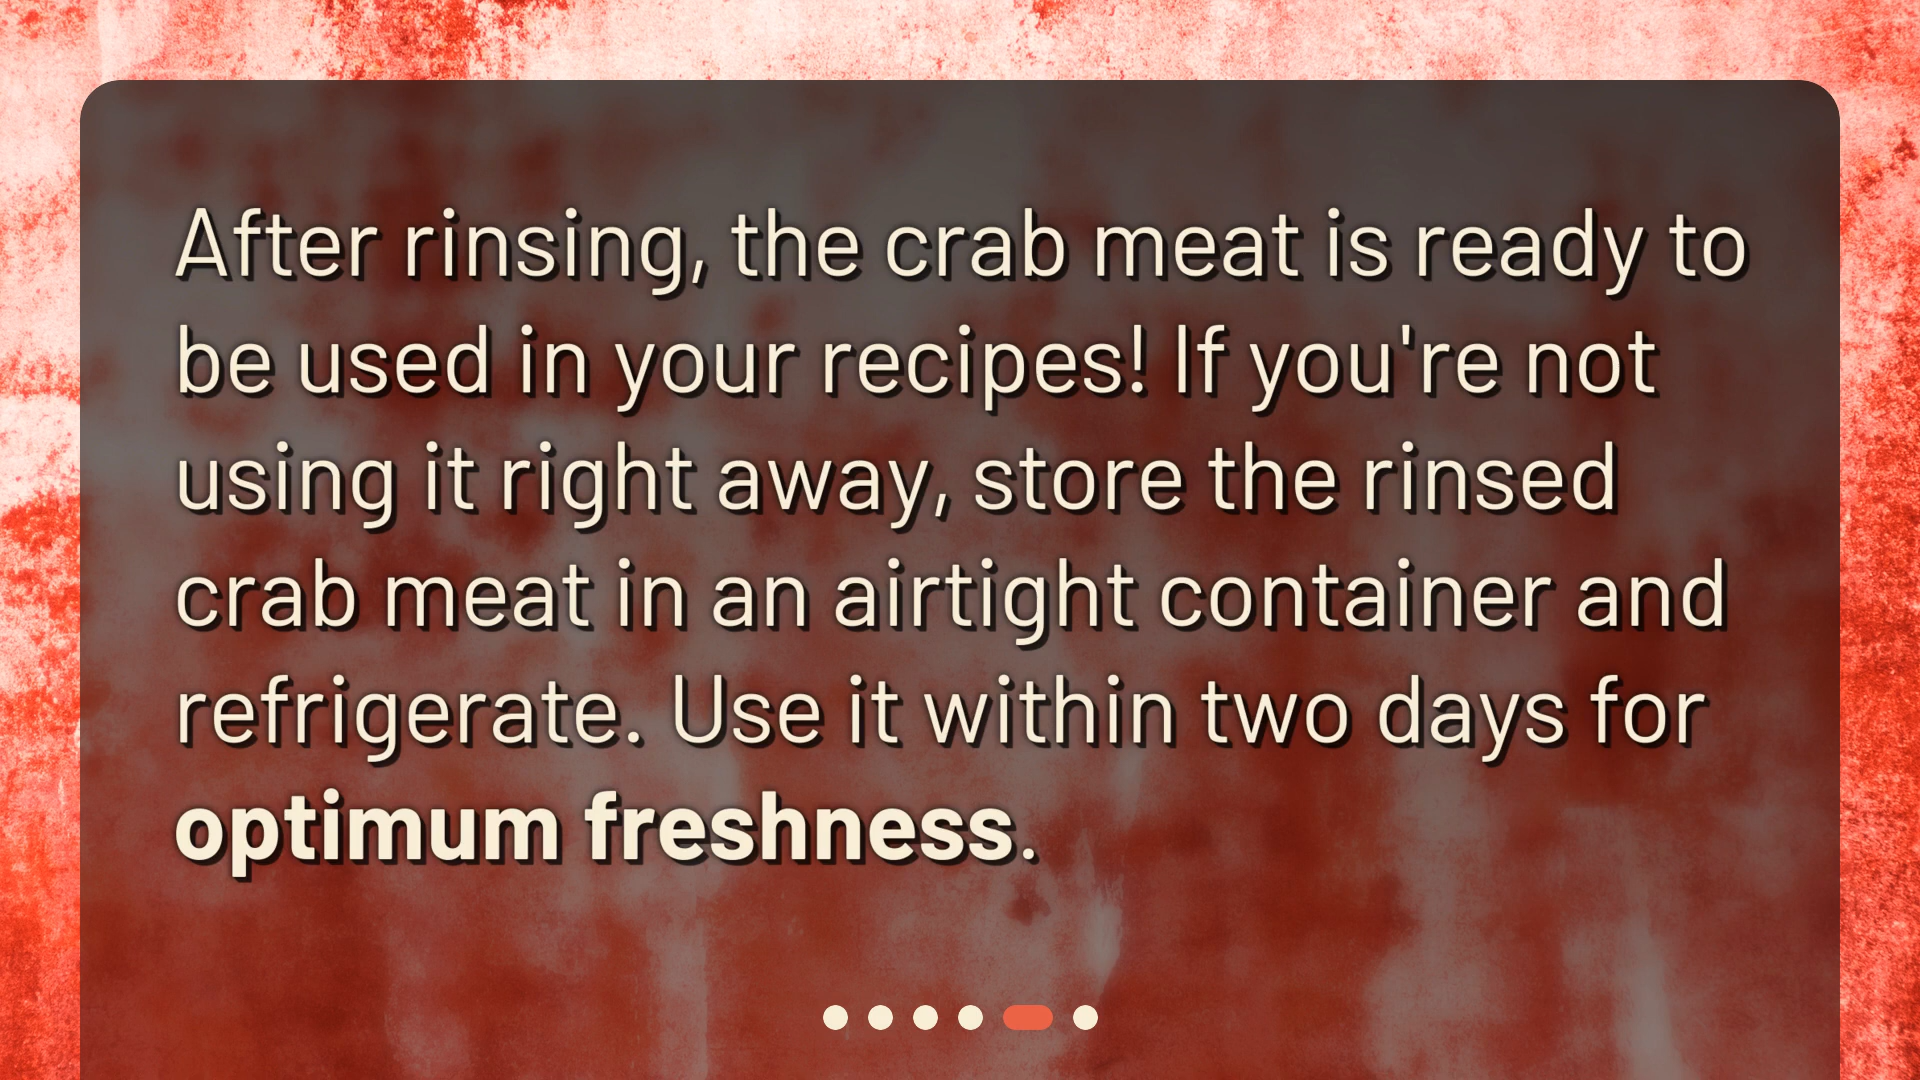 After rinsing, the crab meat is ready to
be used in your recipes! If you're not
using it right away, store the rinsed
crab meat in an airtight container and
refrigerate. Use it within two days for
optimum freshness.